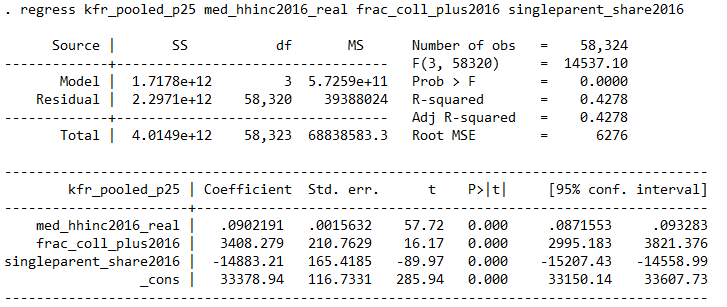 . regress kfr_pooled_p25 med_hhinc2016_real frac_coll_plus2016 singleparent_share2016
      Source |       SS           df       MS      Number of obs   =    58,324
-------------+----------------------------------   F(3, 58320)     =  14537.10
       Model |  1.7178e+12         3  5.7259e+11   Prob > F        =    0.0000
    Residual |  2.2971e+12    58,320    39388024   R-squared       =    0.4278
-------------+----------------------------------   Adj R-squared   =    0.4278
       Total |  4.0149e+12    58,323  68838583.3   Root MSE        =      6276
----------------------------------------------------------------------------------------
        kfr_pooled_p25 | Coefficient  Std. err.      t    P>|t|     [95% conf. interval]
-----------------------+----------------------------------------------------------------
    med_hhinc2016_real |   .0902191   .0015632    57.72   0.000     .0871553     .093283
    frac_coll_plus2016 |   3408.279   210.7629    16.17   0.000     2995.183    3821.376
singleparent_share2016 |  -14883.21   165.4185   -89.97   0.000    -15207.43   -14558.99
                 _cons |   33378.94   116.7331   285.94   0.000     33150.14    33607.73
----------------------------------------------------------------------------------------